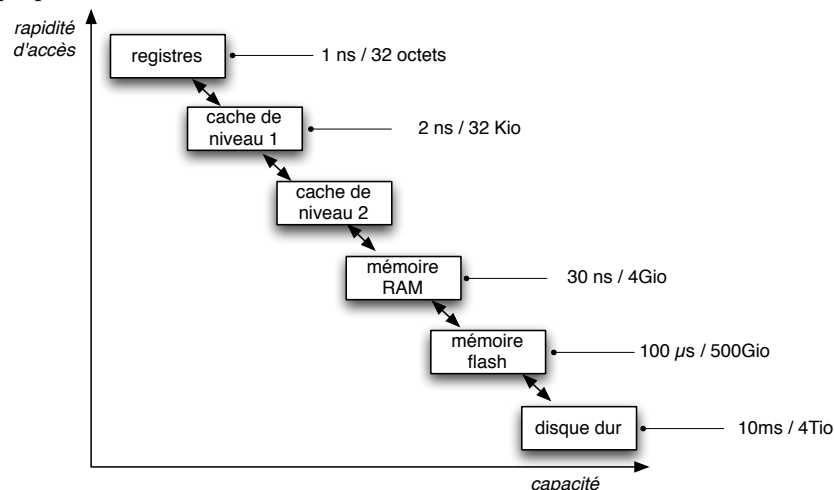 rapidité
d'accès
registres
1 ns / 32 octets
cache de
niveau 1
2 ns / 32 Kio
cache de
niveau 2
mémoire
RAM
30 ns / 4Gio
mémoire
flash
100 µs / 500Gio
disque dur
10ms / 4Tio
capacité